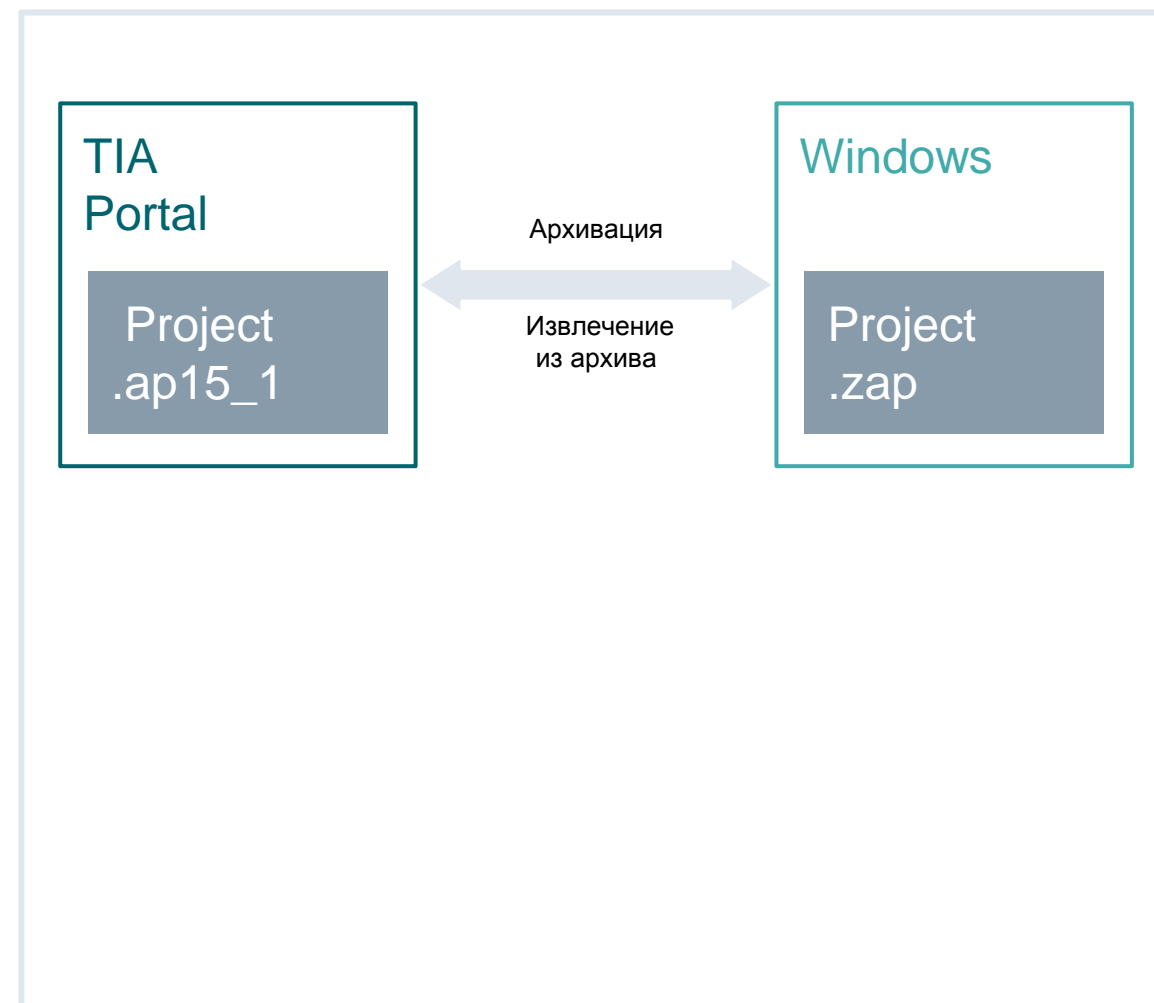 TIA
Portal
Project
.ap15_1
Архивация
Извлечение
из архива
Windows
Project
.zap